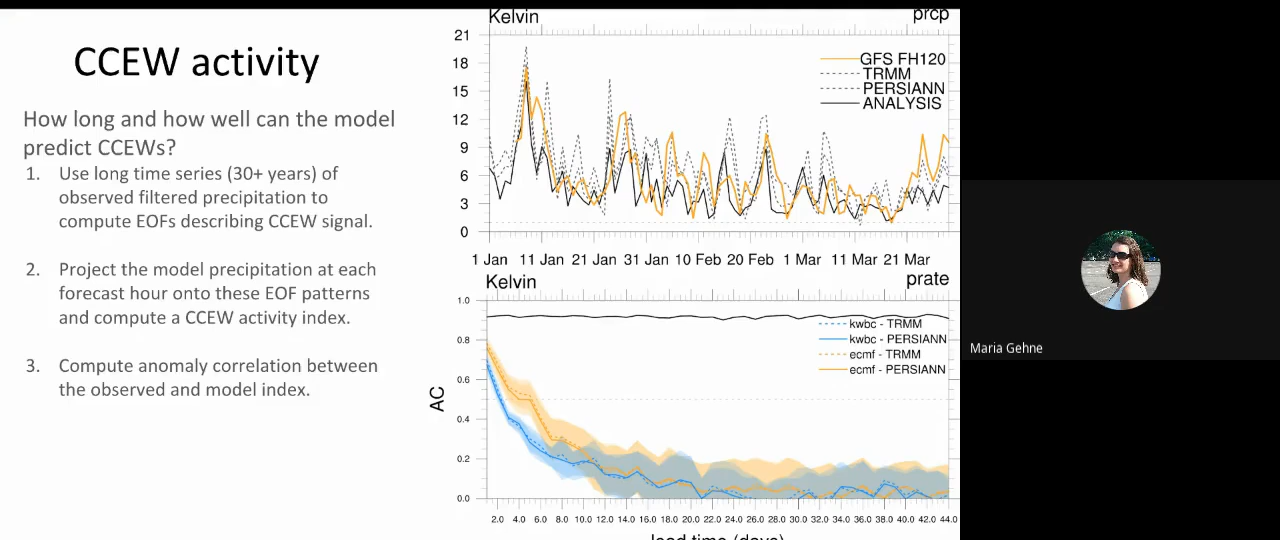 CCEW activity
How long and how well can the model
predict CCEWs?
1. Use long time series (30+ years) of
observed filtered precipitation to
compute EOFs describing CCEW signal.
2. Project the model precipitation at each
forecast hour onto these EOF patterns
and compute a CCEW activity index.
3. Compute anomaly correlation between
the observed and model index.
Kelvin prcp
21
18
15
12
9
6
3
0
GFS FH120
TRMM
PERSIANN
ANALYSIS
1 Jan 11 Jan 21 Jan 31 Jan 10 Feb 20 Feb 1 Mar 11 Mar 21 Mar
Kelvin prate
1.0
0.8
0.6
0.4
0.2
0.0
AC
kwbc - TRMM
kwbc - PERSIANN
ecmf - TRMM
ecmf - PERSIANN
2.0 4.0 6.0 8.0 10.0 12.0 14.0 16.0 18.0 20.0 22.0 24.0 26.0 28.0 30.0 32.0 34.0 36.0 38.0 40.0 42.0 44.0
lead time (days)
Maria Gehne